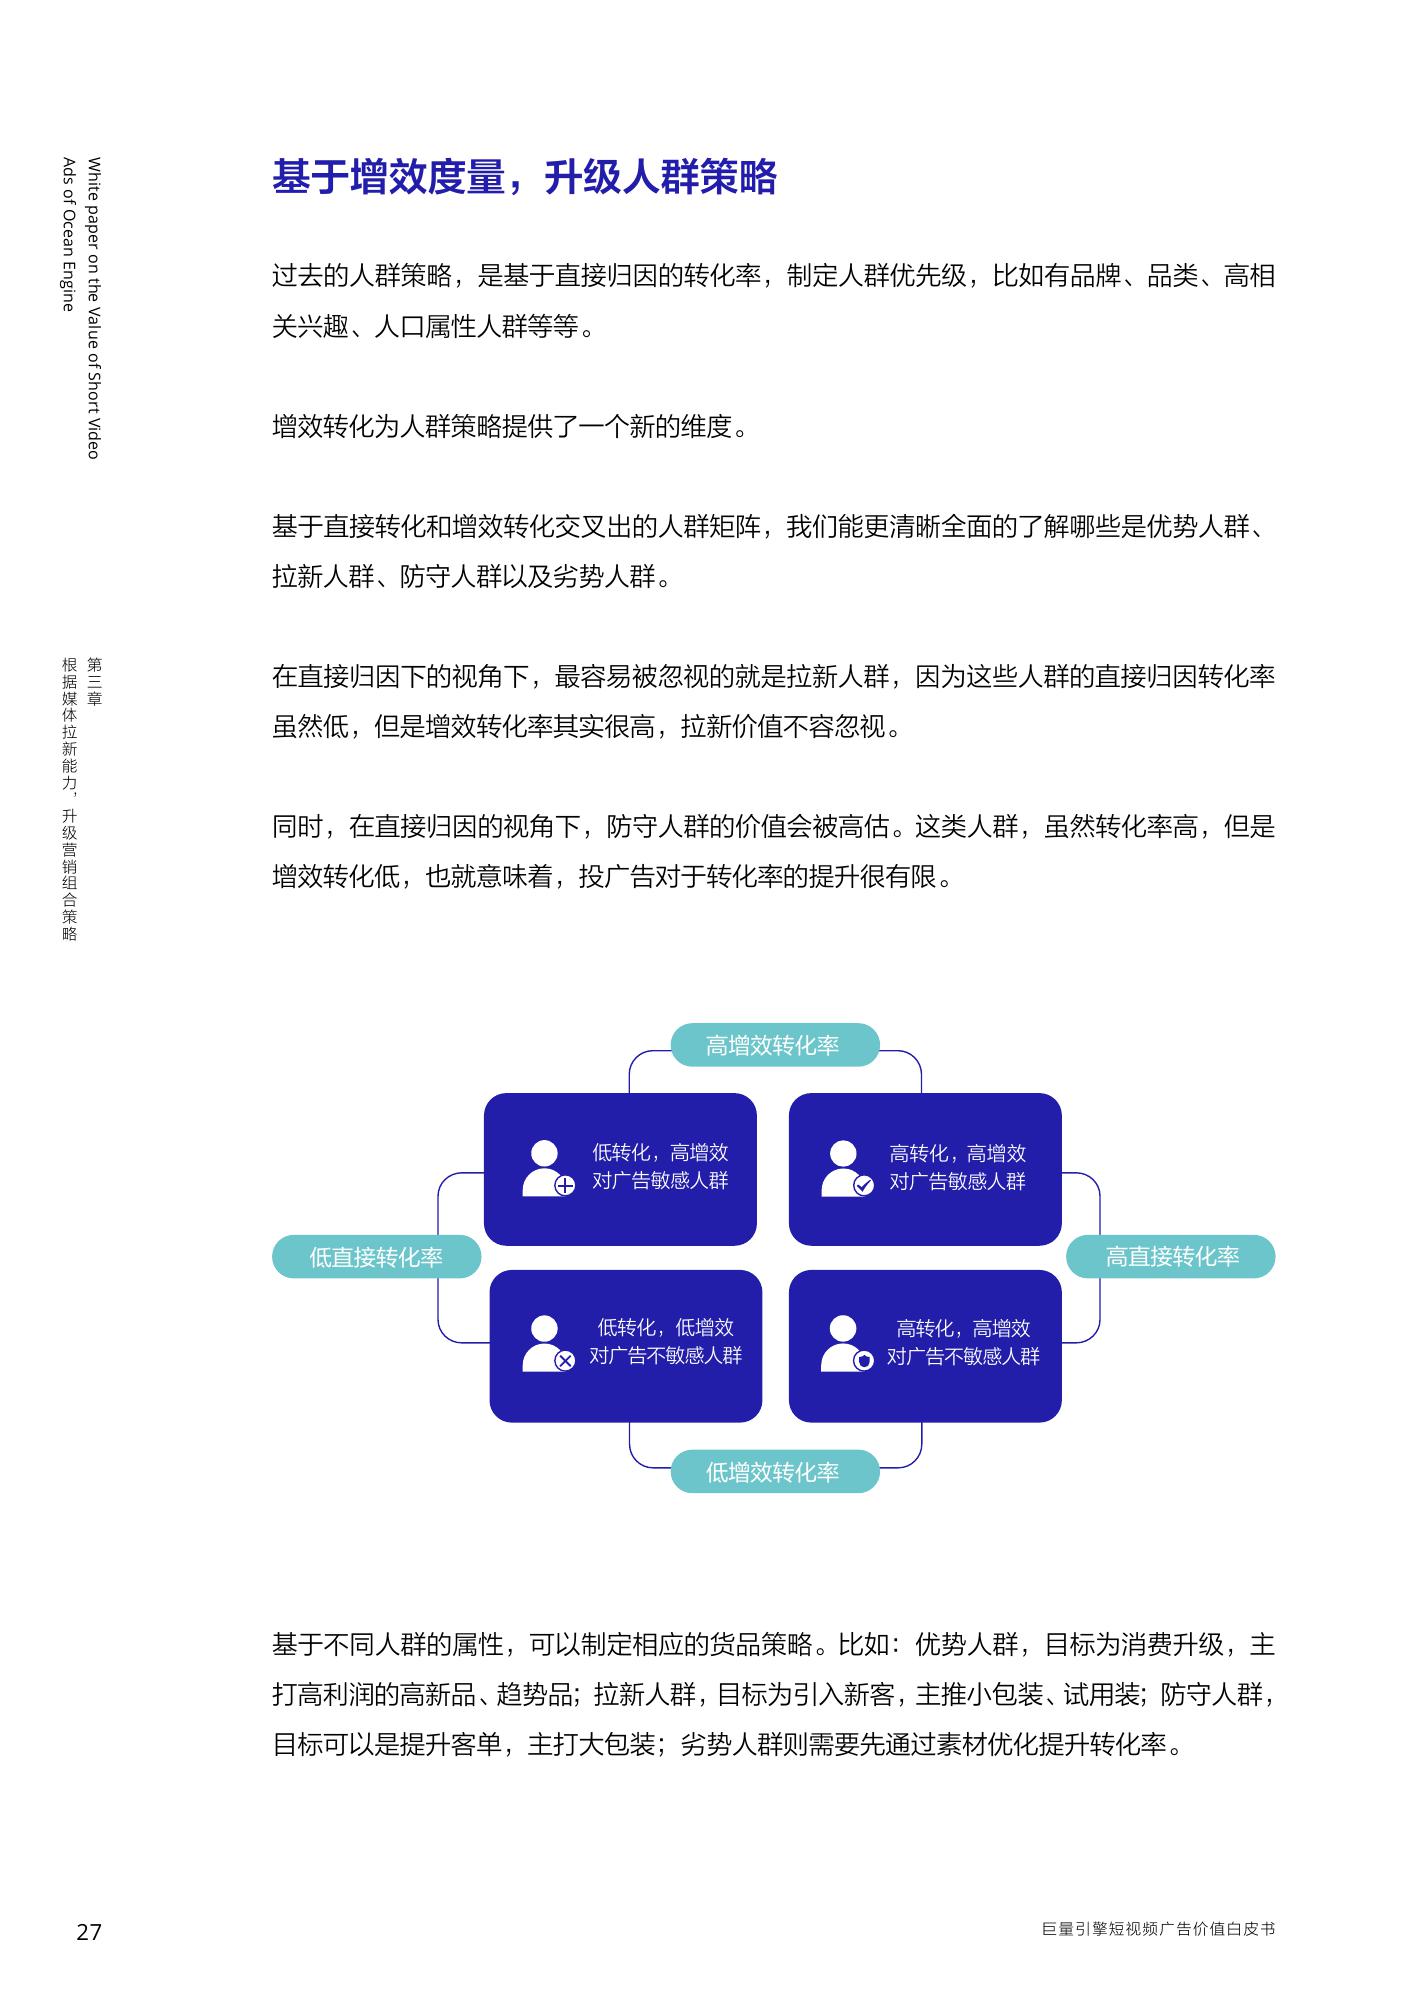 White paper on the Value of Short Video
Ads of Ocean Engine
第三章
根据媒体拉新能力，升级营销组合策略
基于增效度量，升级人群策略
过去的人群策略，是基于直接归因的转化率，制定人群优先级，比如有品牌、品类、高相
关兴趣、人口属性人群等等。
增效转化为人群策略提供了一个新的维度。
基于直接转化和增效转化交叉出的人群矩阵，我们能更清晰全面的了解哪些是优势人群、
拉新人群、防守人群以及劣势人群。
在直接归因下的视角下，最容易被忽视的就是拉新人群，因为这些人群的直接归因转化率
虽然低，但是增效转化率其实很高，拉新价值不容忽视。
同时，在直接归因的视角下，防守人群的价值会被高估。这类人群，虽然转化率高，但是
增效转化低，也就意味着，投广告对于转化率的提升很有限。
高增效转化率
低转化，高增效
对广告敏感人群
高转化，高增效
对广告敏感人群
低直接转化率
高直接转化率
低转化，低增效
对广告不敏感人群
高转化，高增效
对广告不敏感人群
低增效转化率
基于不同人群的属性，可以制定相应的货品策略。比如：优势人群，目标为消费升级，主
打高利润的高新品、趋势品；拉新人群，目标为引入新客，主推小包装、试用装；防守人群，
目标可以是提升客单，主打大包装；劣势人群则需要先通过素材优化提升转化率。
27
巨量引擎短视频广告价值白皮书